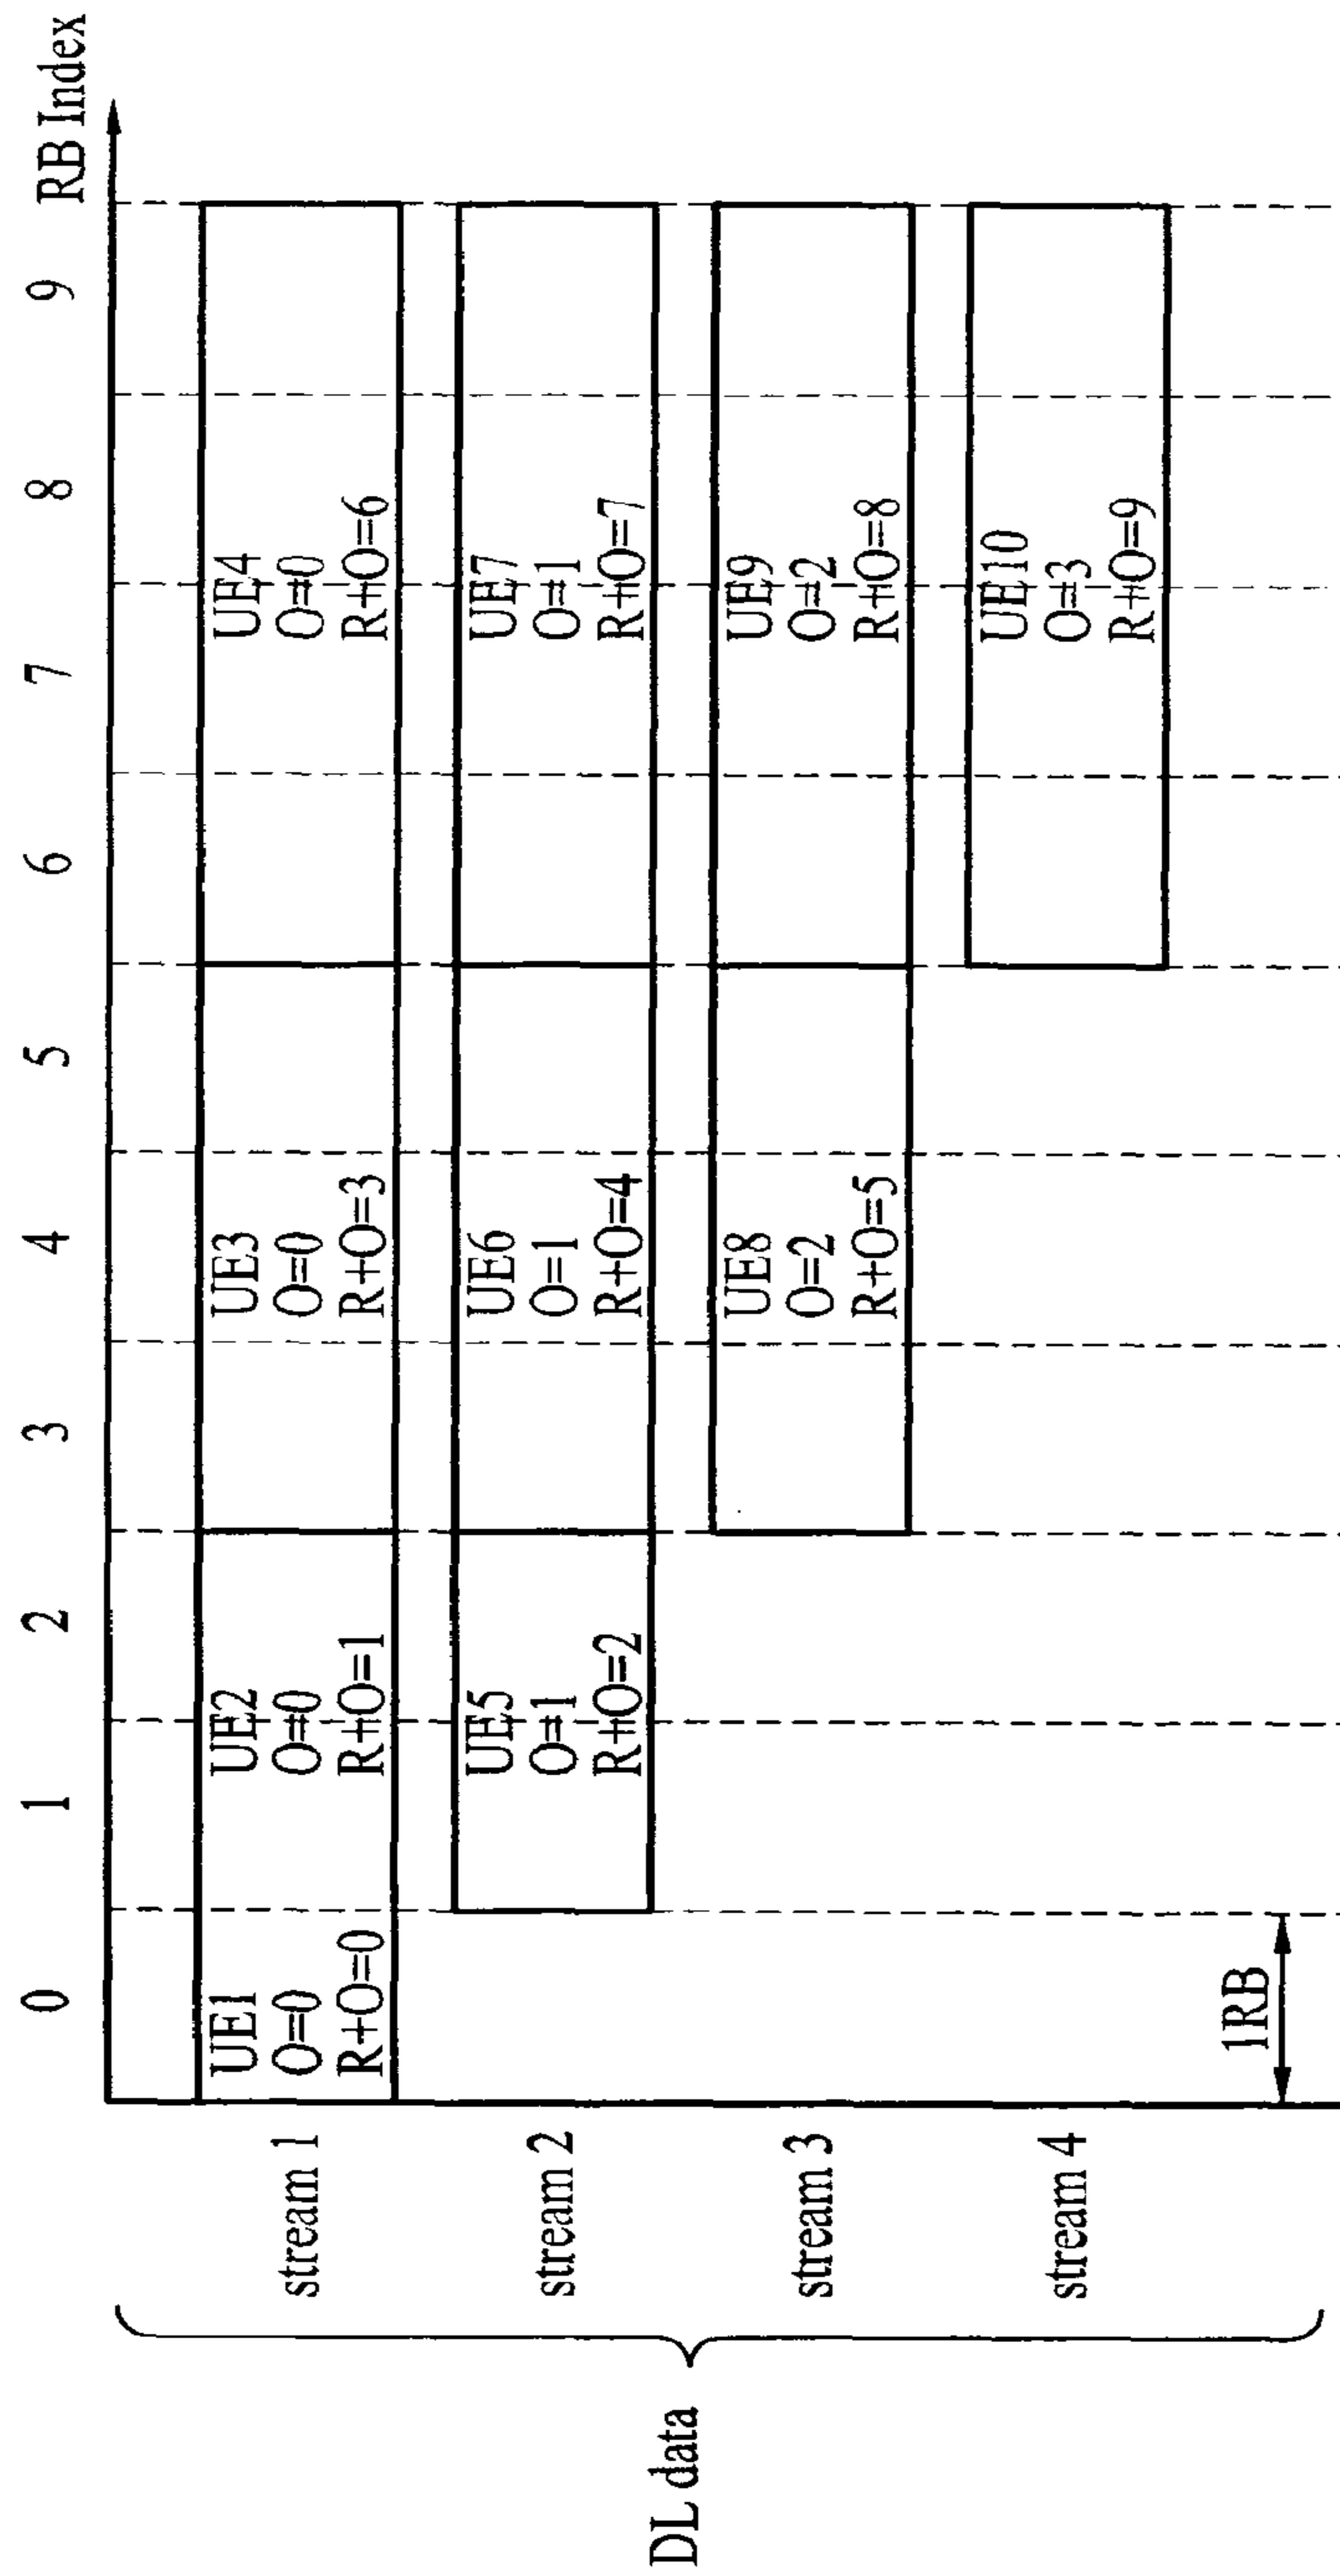 RB Index
0 1 2 3 4 5 6 7 8 9
DL data
stream 1
UE1
O=0
R+O=0
UE2
O=0
R+O=1
UE3
O=0
R+O=3
UE4
O=0
R+O=6
stream 2
UE5
O=1
R+O=2
UE6
O=1
R+O=4
UE7
O=1
R+O=7
stream 3
UE8
O=2
R+O=5
UE9
O=2
R+O=8
stream 4
UE10
O=3
R+O=9
1RB